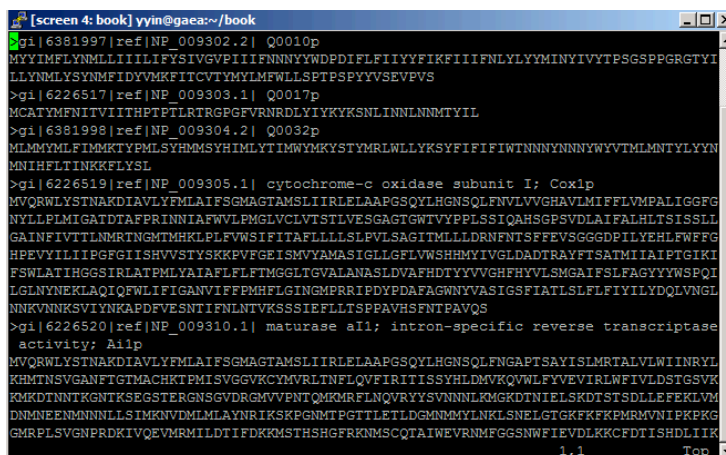 [screen 4: book] yyin@gaea:~/book
>gi|6381997|ref|NP_009302.2| Q0010p
MYYIMFLYNMLLIIILIFYSIVGVPIIIFNNNYYWDPDIFLFIIYYFIKFIIIFNLYLYYMINYIVYTPSGSPPGRGTYI
LLYNMLYSYNMFIDYVMKFITCVTYMYLMFWLLSPTPSPYYVSEVPVS
>gi|6226517|ref|NP_009303.1| Q0017p
MCATYMFNITVIITHPTPTLRTRGPGFVRNRDLYIYKYKSNLINNLNNMTYIL
>gi|6381998|ref|NP_009304.2| Q0032p
MLMMYMLFIMMKTYPMLSYHMMSYHIMLYTIMWYMKYSTYMRLWLLYKSYFIFIFIWTNNNYNNNYWYVTMLMNTYLYYN
MNIHFLTINKKFLYSL
>gi|6226519|ref|NP_009305.1| cytochrome-c oxidase subunit I; Cox1p
MVQRWLYSTNAKDIAVLYFMLAIFSGMAGTAMSLIIRLELAAPGSQYLHGNSQLFNVLVVGHAVLMIFFLVMPALIGGFG
NYLLPLMIGATDTAFPRINNIAFWVLPMGLVCLVTSTLVESGAGTGWTVYPPLSSIQAHSGPSVDLAIFALHLTSISSLL
GAINFIVTTLNMRTNGMTMHKLPLFVWSIFITAFLLLLSLPVLSAGITMLLLDRNFNTSFFEVSGGGDPILYEHLFWFFG
HPEVYILIIPGFGIISHVVSTYSKKPVFGEISMVYAMASIGLLGFLVWSHHMYIVGLDADTRAYFTSATMIIAIPTGIKI
FSWLATIHGGSIRLATPMLYAIAFLFLFTMGGLTGVALANASLDVAFHDTYYVVGHFHYVLSMGAIFSLFAGYYYWSPQI
LGLNYNEKLAQIQFWLIFIGANVIFFPMHFLGINGMPRRIPDYPDAFAGWNYVASIGSFIATLSLFLFIYILYDQLVNGL
NNKVNNKSVIYNKAPDFVESNTIFNLNTVKSSSIEFLLTSPPAVHSFNTPAVQS
>gi|6226520|ref|NP_009310.1| maturase aI1; intron-specific reverse transcriptase
activity; Ai1p
MVQRWLYSTNAKDIAVLYFMLAIFSGMAGTAMSLIIRLELAAPGSQYLHGNSQLFNGAPTSAYISLMRTALVLWIINRYL
KHMTNSVGANFTGTMACHKTPMISVGGVKCYMVRLTNFLQVFIRITISSYHLDMVKQVWLFYVEVIRLWFIVLDSTGSVK
KMKDTNNTKGNTKSEGSTERGNSGVDRGMVVPNTQMKMRFLNQVRYYSVNNNLKMGKDTNIELSKDTSTSDLLEFEKLVM
DNMNEENMNNNLLSIMKNVDMLMLAYNRIKSKPGNMTPGTTLETLDGMNMMYLNKLSNELGTGKFKFKPMRMVNIPKPKG
GMRPLSVGNPRDKIVQEVMRMILDTIFDKKMSTHSHGFRKNMSCQTAIWEVRNMFGGSNWFIEVDLKKCFDTISHDLIIK
1,1 Top